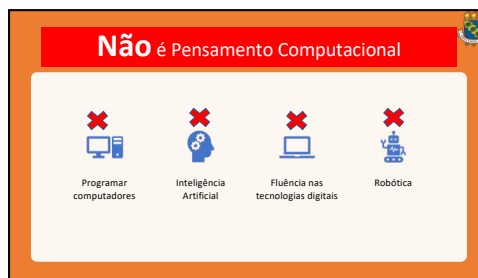 Não é Pensamento Computacional
Programar
computadores
Inteligência
Artificial
Fluência nas
tecnologias digitais
Robótica